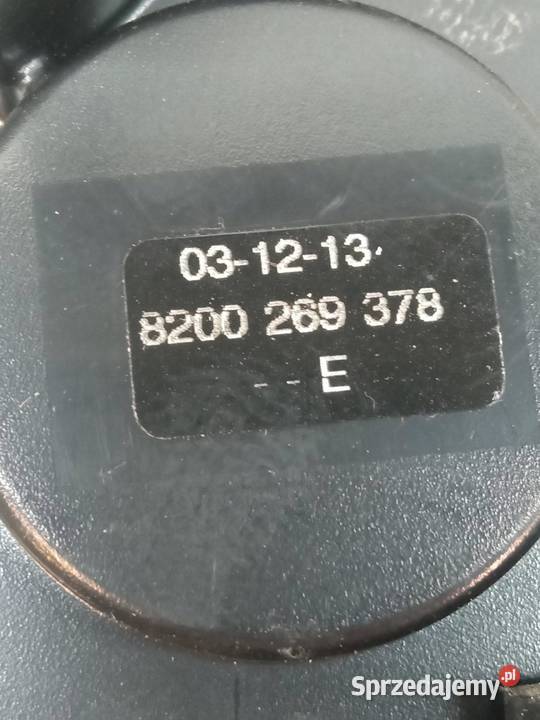 03-12-13
8200 269 378
- - E
Sprzedajemy.pl